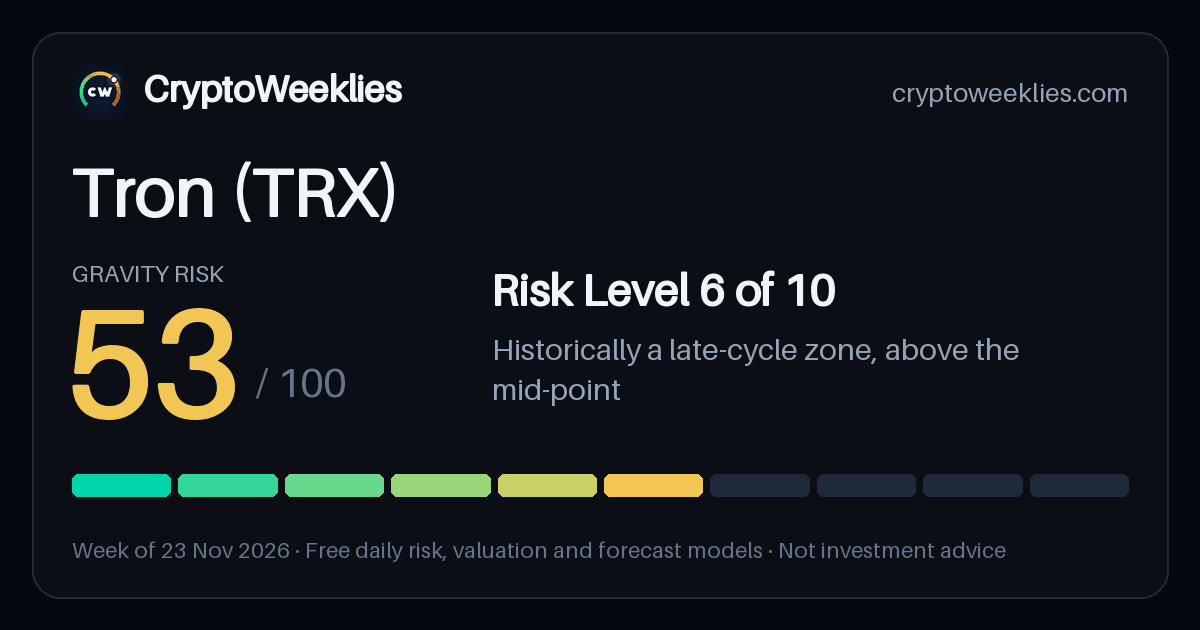 CW
CryptoWeeklies
cryptoweeklies.com
Tron (TRX)
GRAVITY RISK
53 / 100
Risk Level 6 of 10
Historically a late-cycle zone, above the
mid-point
Week of 23 Nov 2026 · Free daily risk, valuation and forecast models · Not investment advice